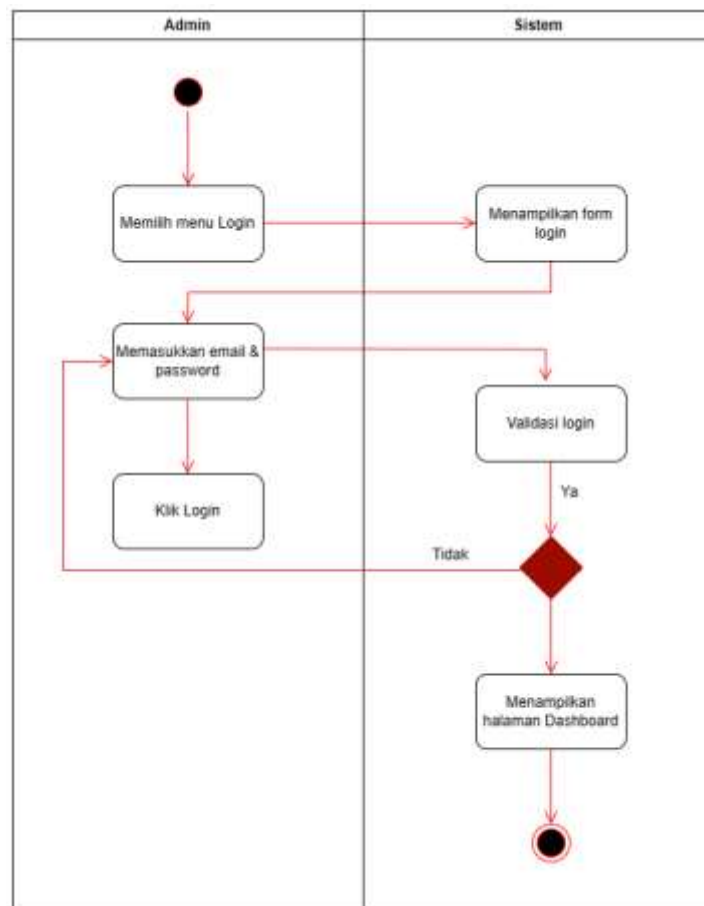 Admin
Sistem
Memilih menu Login
Menampilkan form
login
Memasukkan email &
password
Validasi login
Klik Login
Ya
Tidak
Menampilkan
halaman Dashboard